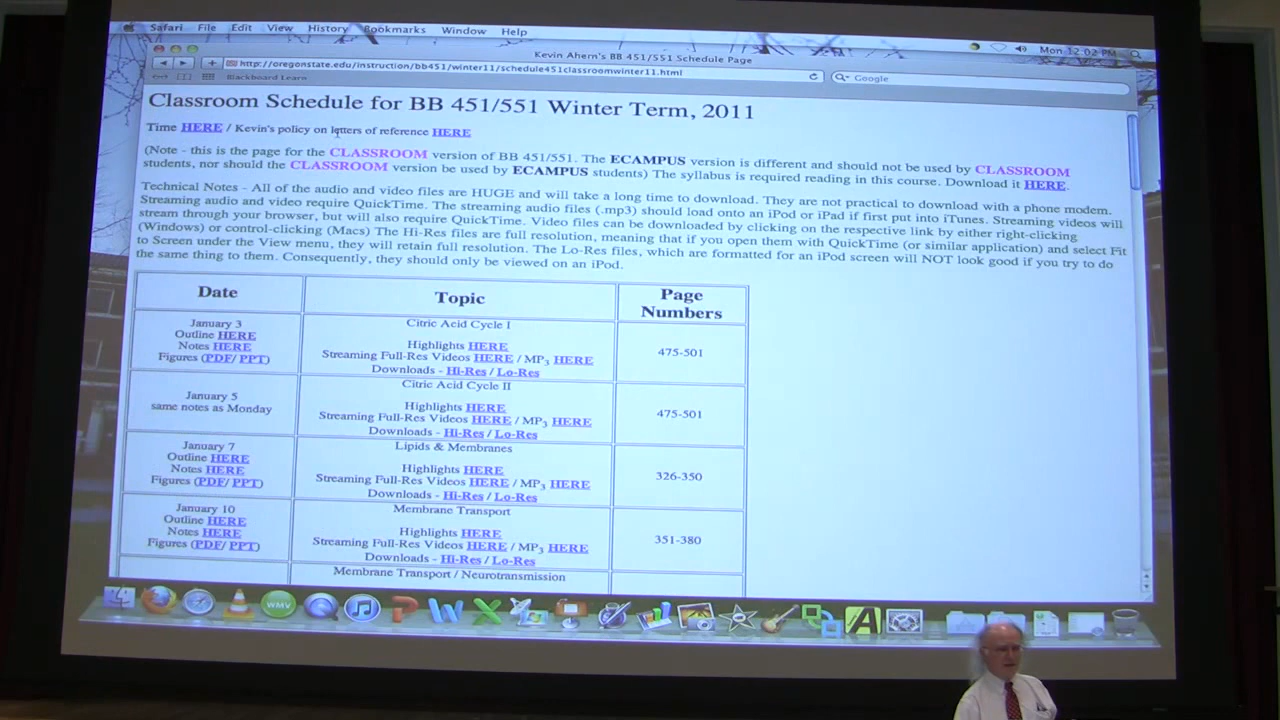 Safari File Edit View History Bookmarks Window Help Mon 12:02 PM
Kevin Ahern's BB 451/551 Schedule Page
http://oregonstate.edu/instruction/bb451/winter11/schedule451classroomwinter11.html Google
Blackboard Learn
Classroom Schedule for BB 451/551 Winter Term, 2011
Time HERE / Kevin's policy on letters of reference HERE
(Note - this is the page for the CLASSROOM version of BB 451/551. The ECAMPUS version is different and should not be used by CLASSROOM
students, nor should the CLASSROOM version be used by ECAMPUS students) The syllabus is required reading in this course. Download it HERE.
Technical Notes - All of the audio and video files are HUGE and will take a long time to download. They are not practical to download with a phone modem.
Streaming audio and video require QuickTime. The streaming audio files (.mp3) should load onto an iPod or iPad if first put into iTunes. Streaming videos will
stream through your browser, but will also require QuickTime. Video files can be downloaded by clicking on the respective link by either right-clicking
(Windows) or control-clicking (Macs) The Hi-Res files are full resolution, meaning that if you open them with QuickTime (or similar application) and select Fit
to Screen under the View menu, they will retain full resolution. The Lo-Res files, which are formatted for an iPod screen will NOT look good if you try to do
the same thing to them. Consequently, they should only be viewed on an iPod.
Date Topic Page
Numbers
January 3
Outline HERE
Notes HERE
Figures (PDF/ PPT)
Citric Acid Cycle I
Highlights HERE
Streaming Full-Res Videos HERE / MP3 HERE
Downloads - Hi-Res / Lo-Res
475-501
January 5
same notes as Monday
Citric Acid Cycle II
Highlights HERE
Streaming Full-Res Videos HERE / MP3 HERE
Downloads - Hi-Res / Lo-Res
475-501
January 7
Outline HERE
Notes HERE
Figures (PDF/ PPT)
Lipids & Membranes
Highlights HERE
Streaming Full-Res Videos HERE / MP3 HERE
Downloads - Hi-Res / Lo-Res
326-350
January 10
Outline HERE
Notes HERE
Figures (PDF/ PPT)
Membrane Transport
Highlights HERE
Streaming Full-Res Videos HERE / MP3 HERE
Downloads - Hi-Res / Lo-Res
351-380
Membrane Transport / Neurotransmission
WMV